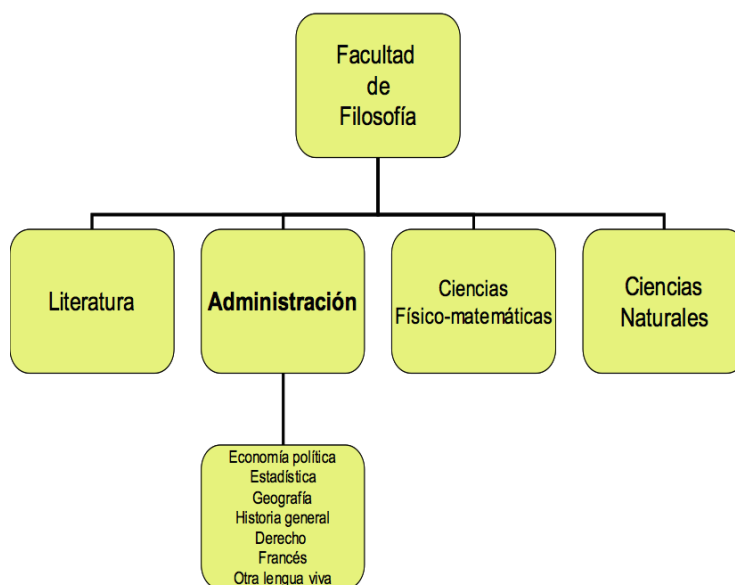 Facultad
de
Filosofía
Literatura
Administración
Ciencias
Físico-matemáticas
Ciencias
Naturales
Economía política
Estadística
Geografía
Historia general
Derecho
Francés
Otra lengua viva